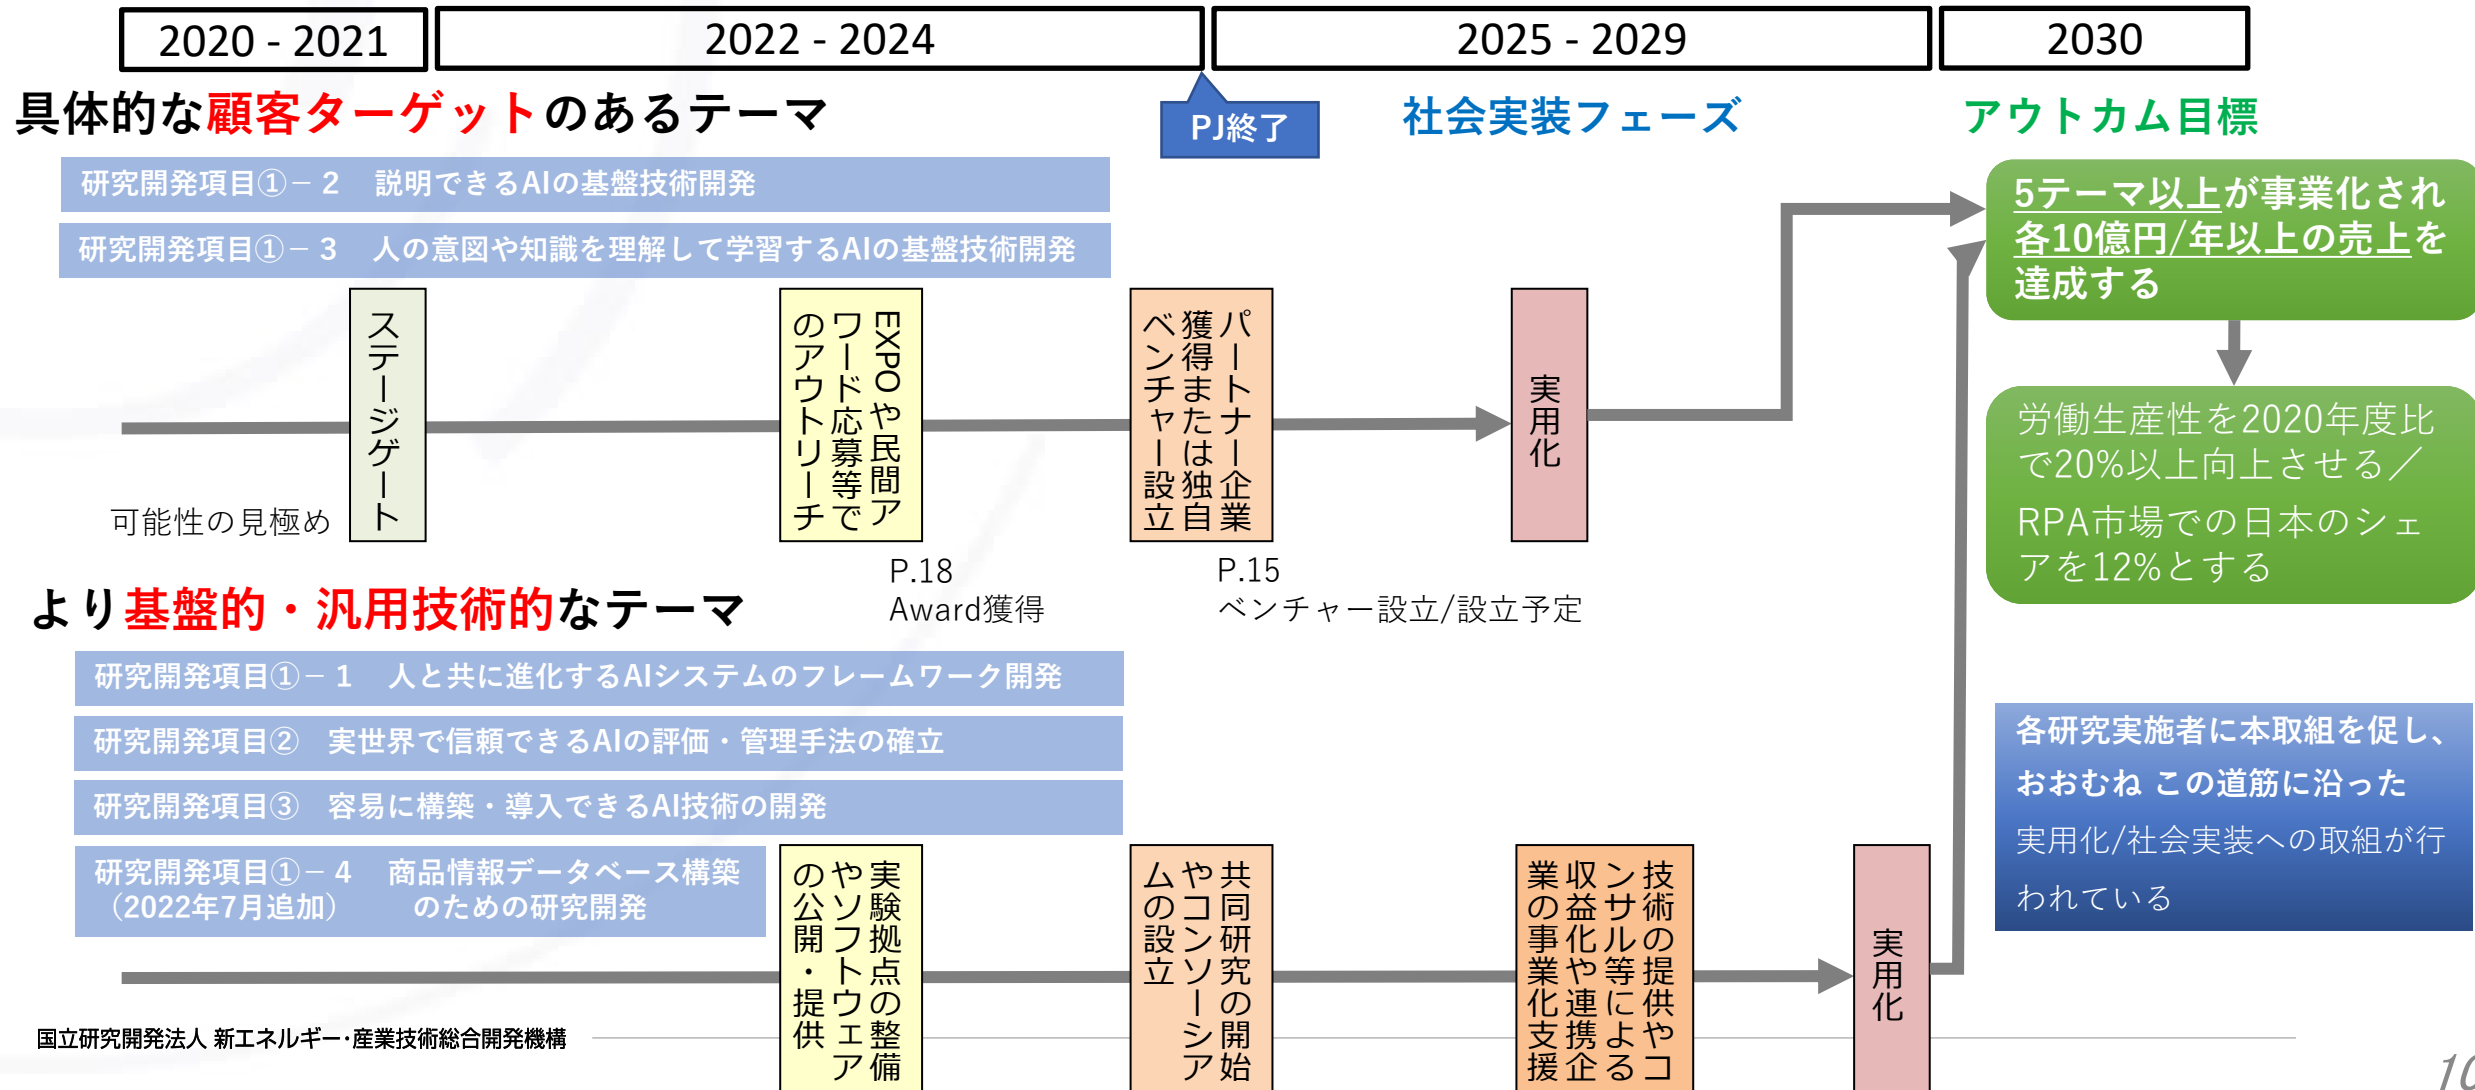 2020 - 2021
2022 - 2024
2025 - 2029
2030
具体的な顧客ターゲットのあるテーマ
PJ終了
社会実装フェーズ
アウトカム目標
研究開発項目①－２　説明できるAIの基盤技術開発
研究開発項目①－３　人の意図や知識を理解して学習するAIの基盤技術開発
ステージゲート
EXPOや民間ア
ワード応募等で
のアウトリーチ
パートナー企業
獲得または独自
ベンチャー設立
実用化
5テーマ以上が事業化され
各10億円/年以上の売上を
達成する
労働生産性を2020年度比
で20%以上向上させる／
RPA市場での日本のシェ
アを12%とする
可能性の見極め
P.18
Award獲得
P.15
ベンチャー設立/設立予定
より基盤的・汎用技術的なテーマ
研究開発項目①－１　人と共に進化するAIシステムのフレームワーク開発
研究開発項目②　実世界で信頼できるAIの評価・管理手法の確立
研究開発項目③　容易に構築・導入できるAI技術の開発
研究開発項目①－４　商品情報データベース構築
（2022年7月追加）　のための研究開発
実験拠点の整備
やソフトウェア
の公開・提供
共同研究の開始
やコンソーシア
ムの設立
技術の提供やコ
ンサル等による
収益化や連携企
業の事業化支援
実用化
各研究実施者に本取組を促し、
おおむね この道筋に沿った
実用化/社会実装への取組が行
われている
国立研究開発法人 新エネルギー・産業技術総合開発機構
10